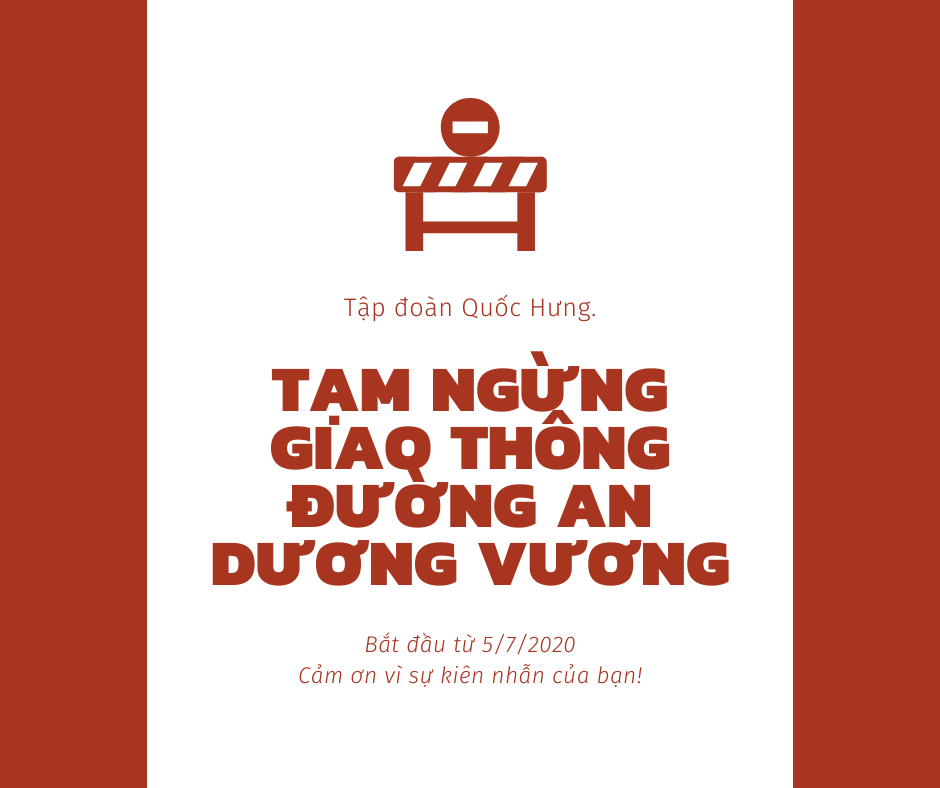 Tập đoàn Quốc Hưng.
TẠM NGỪNG
GIAO THÔNG
ĐƯỜNG AN
DƯƠNG VƯƠNG
Bắt đầu từ 5/7/2020
Cảm ơn vì sự kiên nhẫn của bạn!